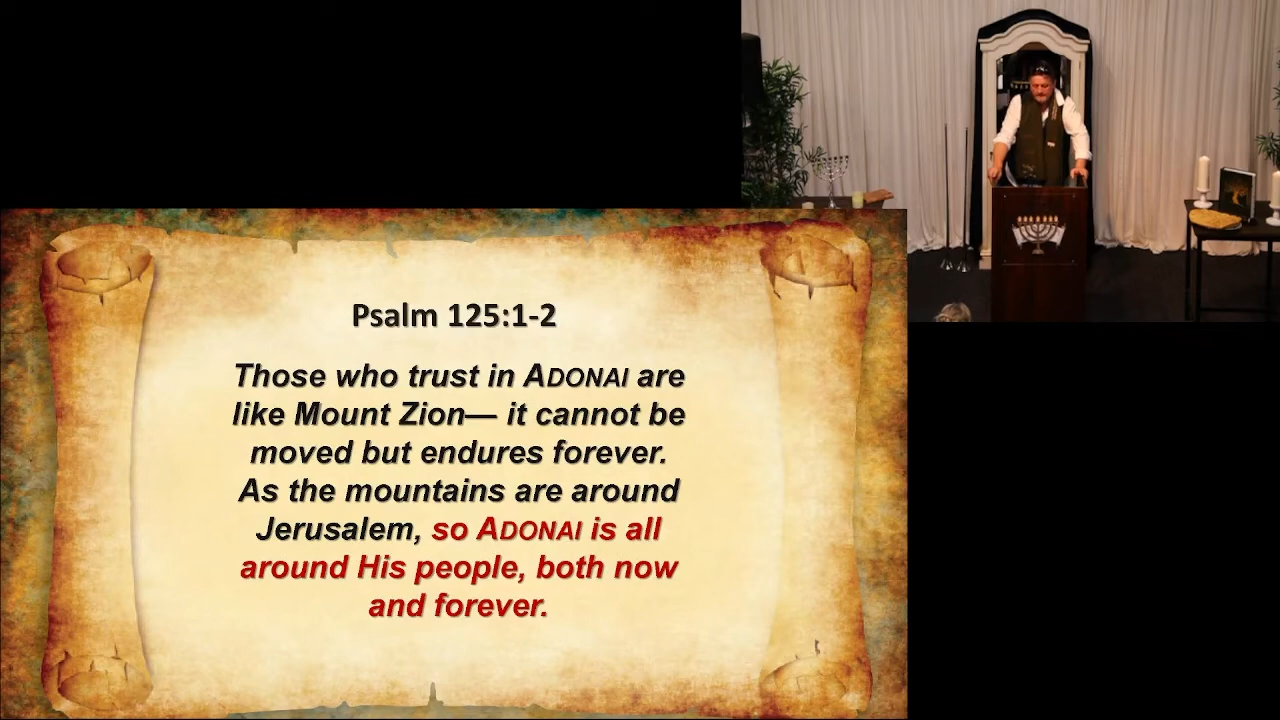 Psalm 125:1-2
Those who trust in ADONAI are
like Mount Zion— it cannot be
moved but endures forever.
As the mountains are around
Jerusalem, so ADONAI is all
around His people, both now
and forever.